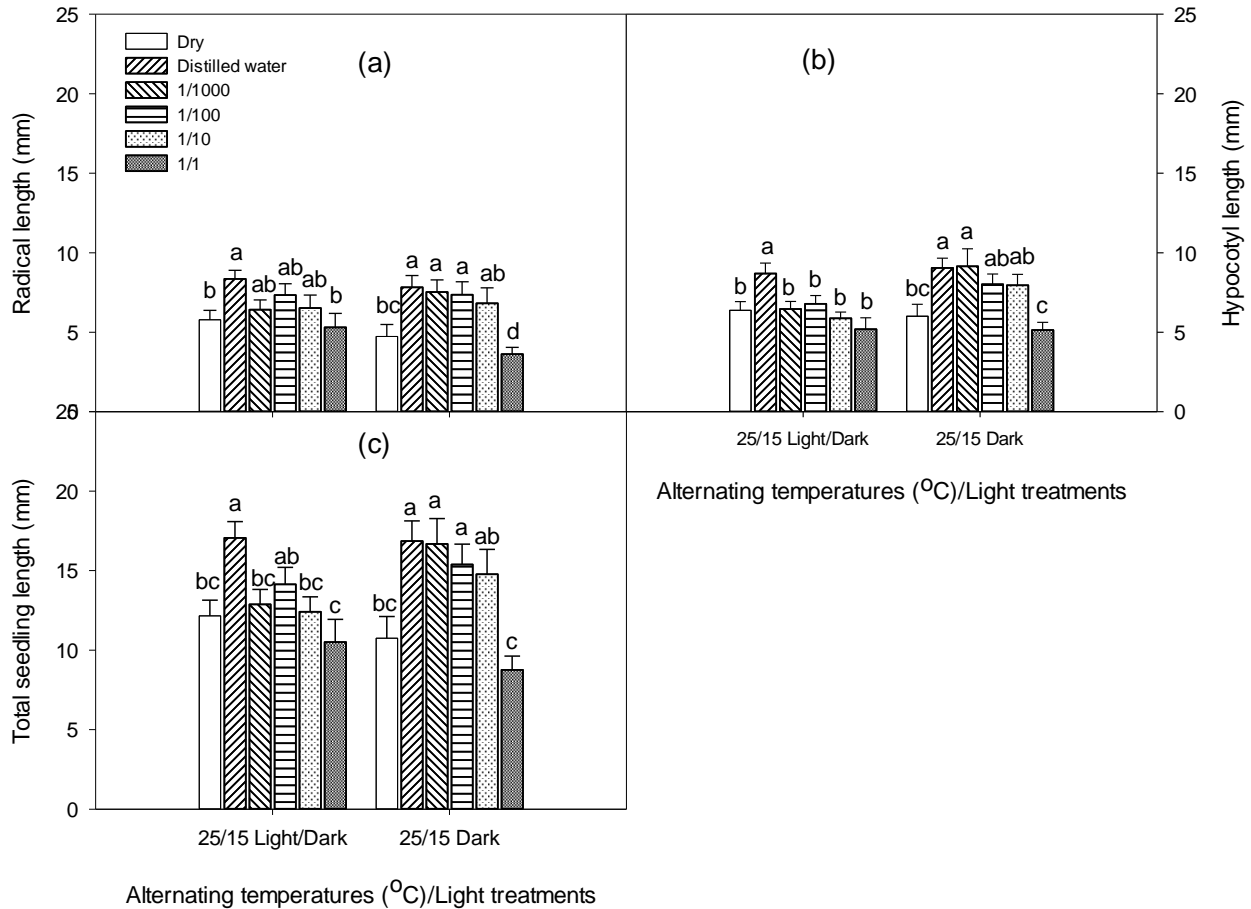 25
20
15
10
5
Radical length (mm)
Dry
Distilled water
1/1000
1/100
1/10
1/1
(a)
b a ab ab ab b
bc a a a ab d
(b)
b a b b b b
bc a a ab ab c
25
20
15
10
5
0
Hypocotyl length (mm)
25/15 Light/Dark 25/15 Dark
Alternating temperatures (°C)/Light treatments
(c)
20
15
10
5
0
Total seedling length (mm)
bc a bc ab bc c
bc a a a ab c
25/15 Light/Dark 25/15 Dark
Alternating temperatures (°C)/Light treatments